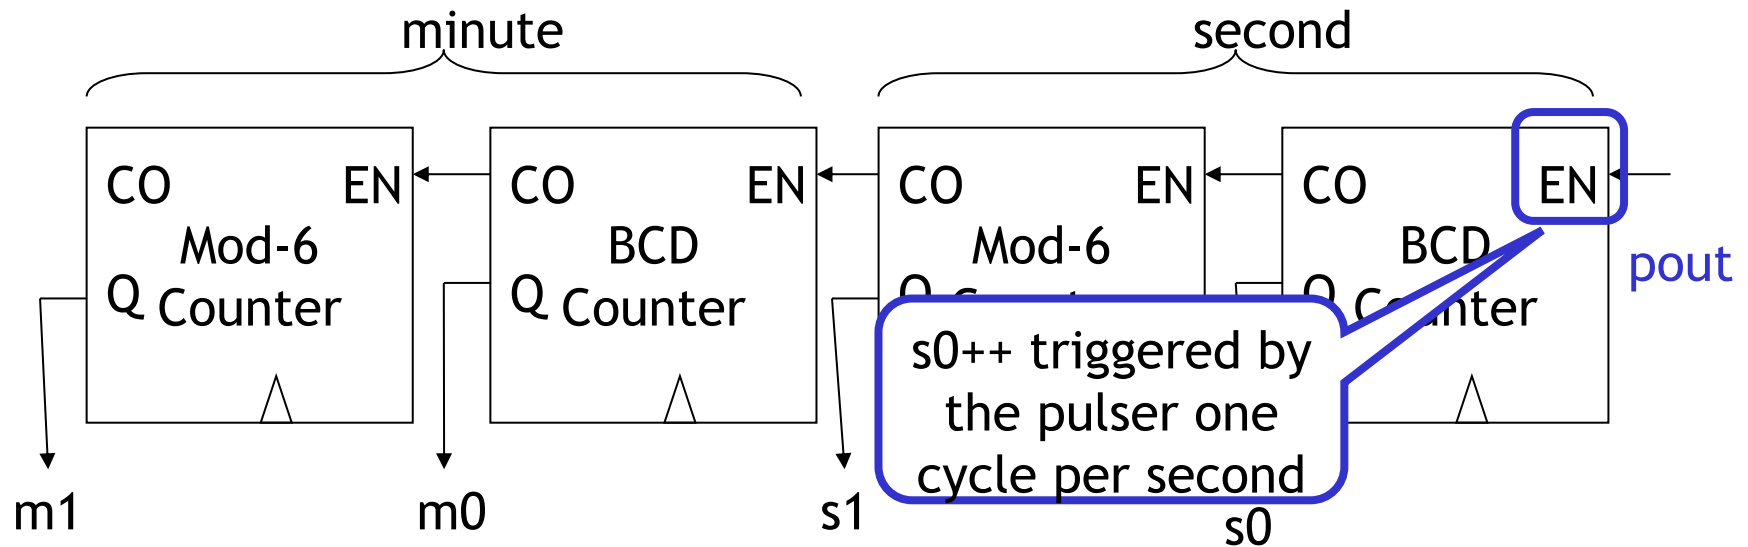 minute
second
CO EN
Mod-6
Q Counter
CO EN
BCD
Q Counter
CO EN
Mod-6
CO EN
BCD
Q Counter
pout
s0++ triggered by
the pulser one
cycle per second
m1
m0
s1
s0